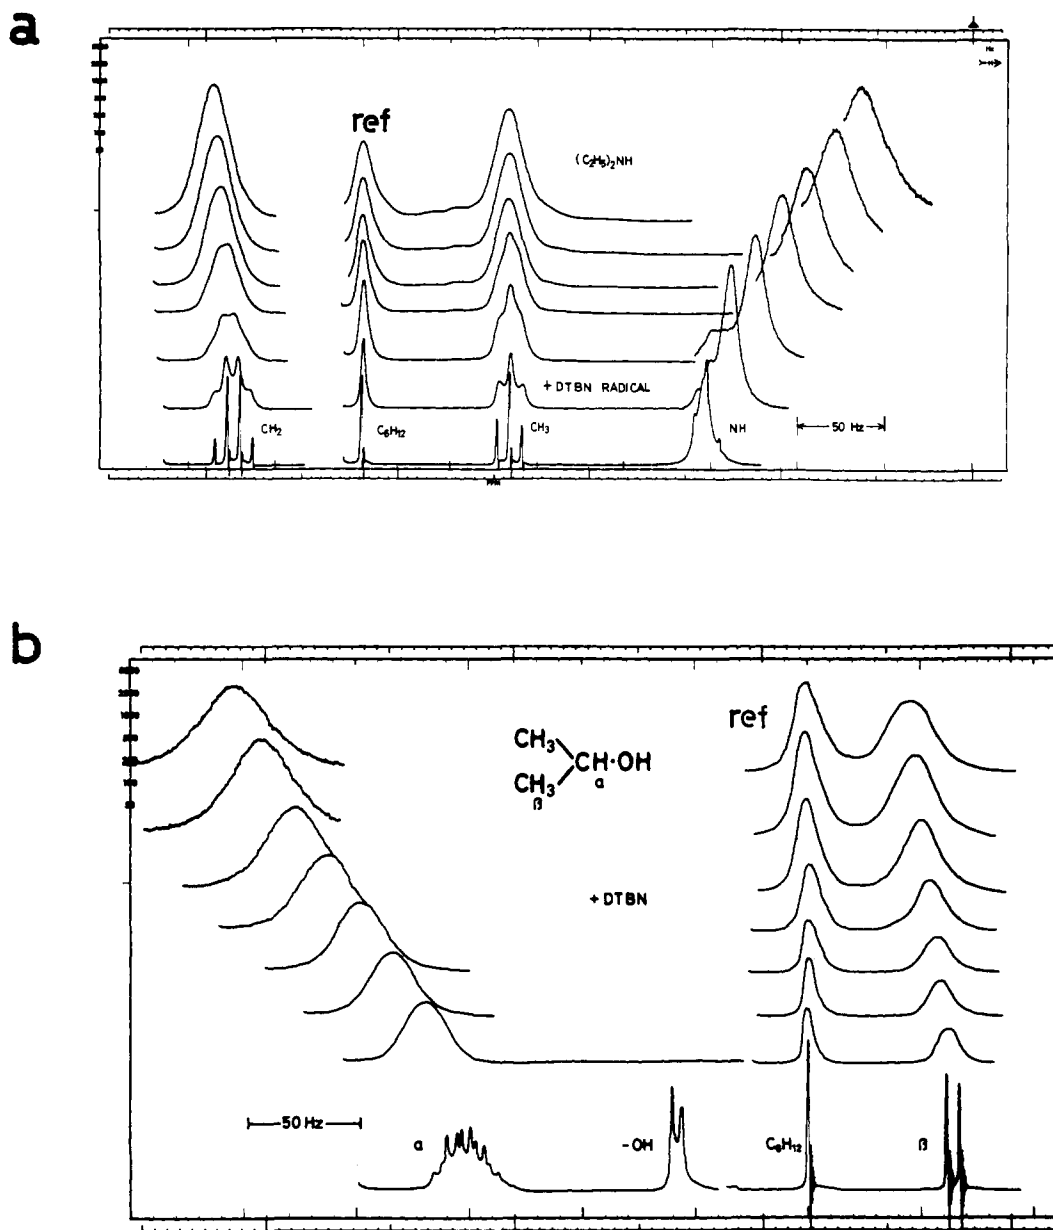 a
Hz
ref
(C₂H₅)₂NH
+ DTBN RADICAL
CH₂
C₆H₁₂
CH₃
NH
50 Hz
b
ref
CH₃
CH·OH
CH₃
α
β
+ DTBN
50 Hz
α
-OH
C₆H₁₂
β